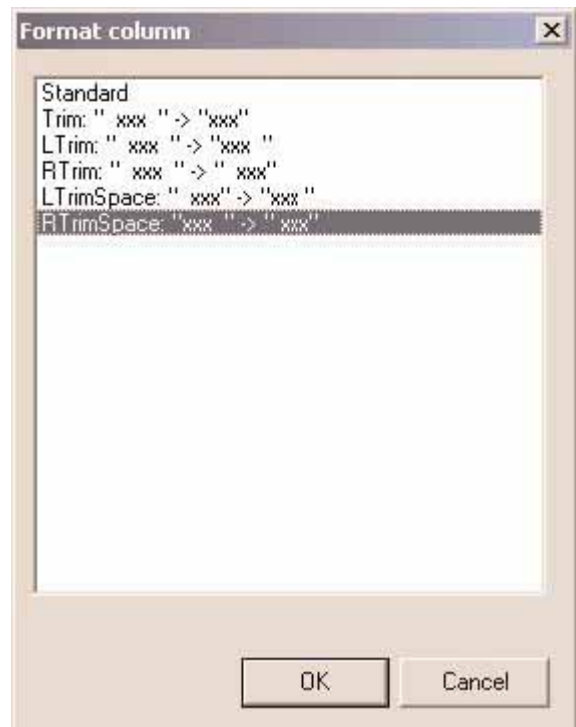 Format column
Standard
Trim: "  xxx  " -> "xxx"
LTrim: "  xxx  " -> "xxx  "
RTrim: "  xxx  " -> "  xxx"
LTrimSpace: "  xxx" -> "xxx "
RTrimSpace: "xxx  " -> " xxx"
OK Cancel